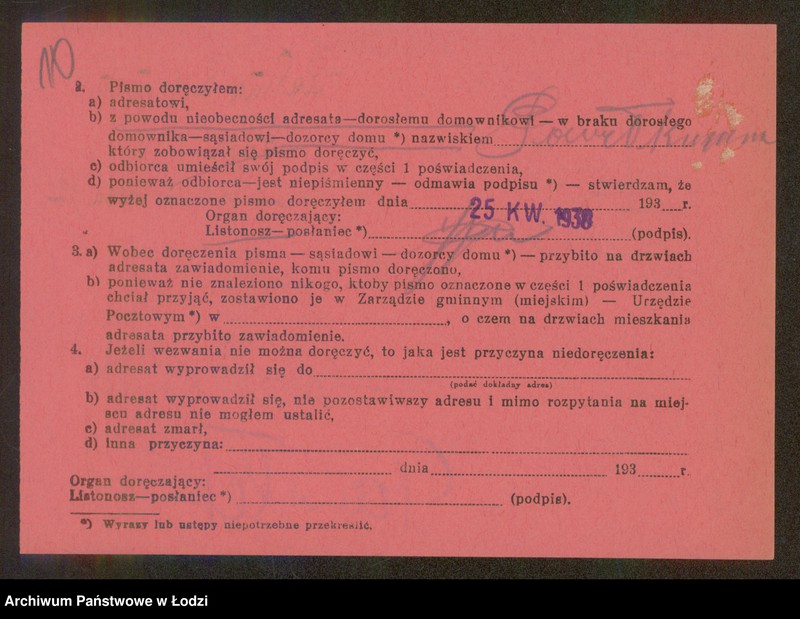 10
2. Pismo doręczyłem:
a) adresatowi,
b) z powodu nieobecności adresata—dorosłemu domownikowi — w braku dorosłego
domownika—sąsiadowi—dozorcy domu *) nazwiskiem
który zobowiązał się pismo doręczyć,
c) odbiorca umieścił swój podpis w części 1 poświadczenia,
d) ponieważ odbiorca—jest niepiśmienny — odmawia podpisu *) — stwierdzam, że
wyżej oznaczone pismo doręczyłem dnia 25 KW. 1938 193 r.
Organ doręczający:
Listonosz—posłaniec *) (podpis).
3. a) Wobec doręczenia pisma — sąsiadowi — dozorcy domu *) — przybito na drzwiach
adresata zawiadomienie, komu pismo doręczono,
b) ponieważ nie znaleziono nikogo, ktoby pismo oznaczone w części 1 poświadczenia
chciał przyjąć, zostawiono je w Zarządzie gminnym (miejskim) — Urzędzie
Pocztowym *) w , o czem na drzwiach mieszkania
adresata przybito zawiadomienie.
4. Jeżeli wezwania nie można doręczyć, to jaka jest przyczyna niedoręczenia:
a) adresat wyprowadził się do
(podać dokładny adres)
b) adresat wyprowadził się, nie pozostawiwszy adresu i mimo rozpytania na miej-
scu adresu nie mogłem ustalić,
c) adresat zmarł,
d) inna przyczyna:
dnia 193 r.
Organ doręczający:
Listonosz—posłaniec *) (podpis).
*) Wyrazy lub ustępy niepotrzebne przekreślić.
Archiwum Państwowe w Łodzi